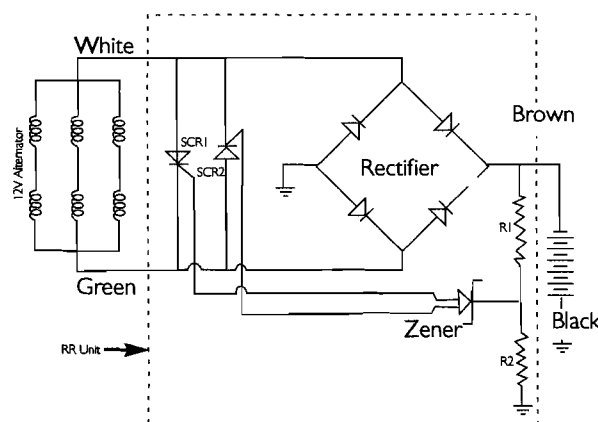 White
Brown
12V Alternator
SCR1
SCR2
Rectifier
R1
Green
Zener
Black
RR Unit
R2